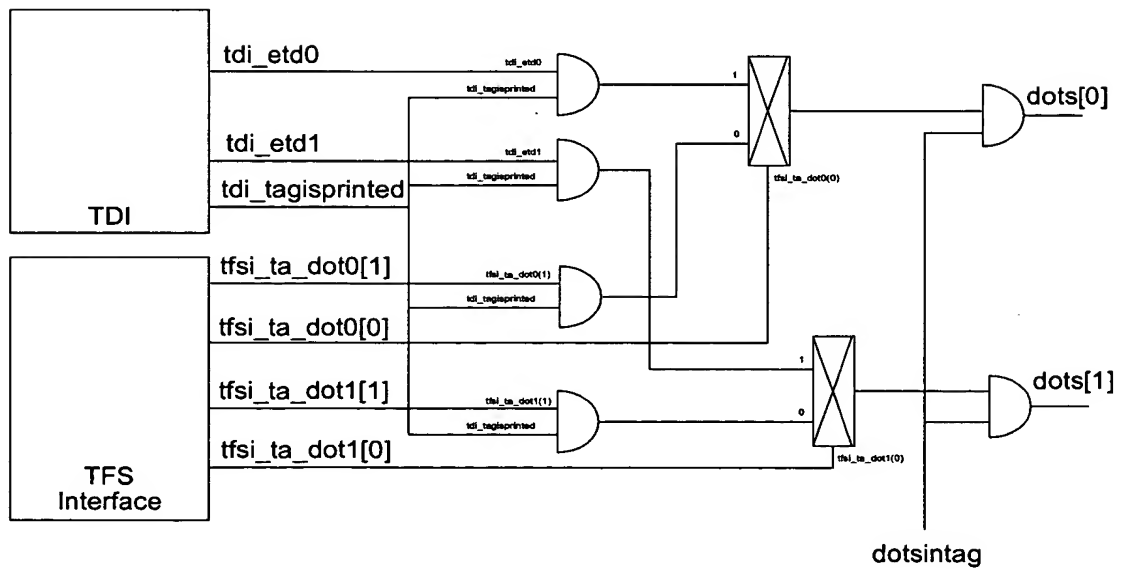 tdi_etd0
tdi_etd0
tdi_tagisprinted
1
dots[0]
tdi_etd1
tdi_etd1
tdi_tagisprinted
0
tdi_tagisprinted
tfsi_ta_dot0(0)
TDI
tfsi_ta_dot0[1]
tfsi_ta_dot0(1)
tdi_tagisprinted
tfsi_ta_dot0[0]
1
tfsi_ta_dot1[1]
tfsi_ta_dot1(1)
0
dots[1]
tdi_tagisprinted
tfsi_ta_dot1[0]
tfsi_ta_dot1(0)
TFS
Interface
dotsintag